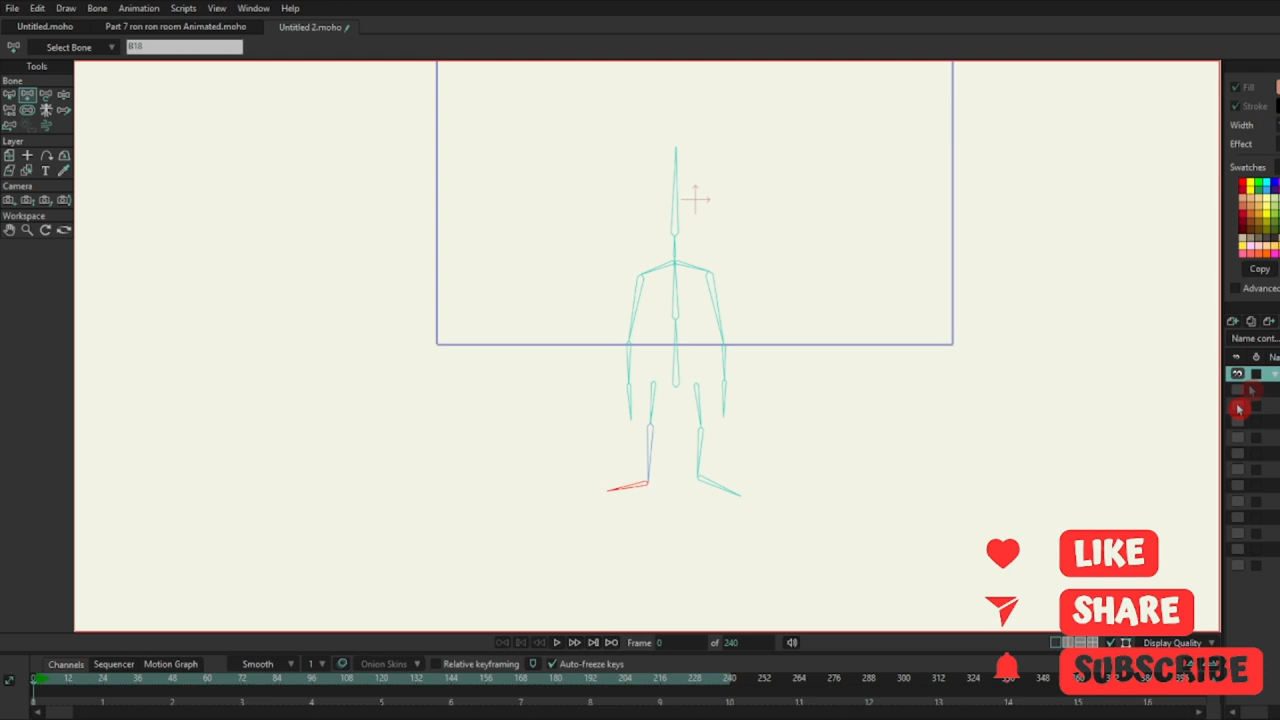 File Edit Draw Bone Animation Scripts View Window Help
Untitled.moho Part 7 ron ron room Animated.moho Untitled 2.moho
Select Bone B18
Tools
Bone
Layer
Camera
Workspace
Fill
Stroke
Width
Effect
Swatches
Copy
Advanced
Name cont...
Na
LIKE
SHARE
SUBSCRIBE
Frame 0 of 240 Display Quality
Channels Sequencer Motion Graph Smooth 1 Onion Skins Relative keyframing Auto-freeze keys
0 12 24 36 48 60 72 84 96 108 120 132 144 156 168 180 192 204 216 228 240 252 264 276 288 300 312 324 336 348
0 1 2 3 4 5 6 7 8 9 10 11 12 13 14 15 16